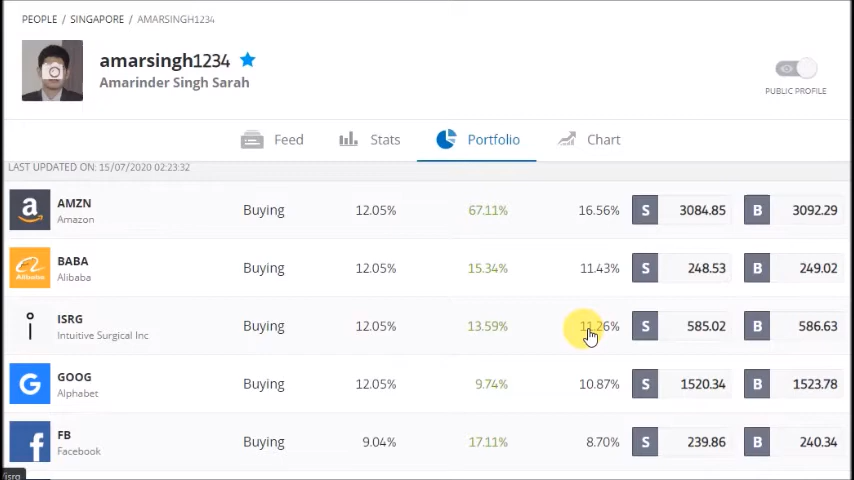 PEOPLE / SINGAPORE / AMARSINGH1234
amarsingh1234
Amarinder Singh Sarah
PUBLIC PROFILE
Feed Stats Portfolio Chart
LAST UPDATED ON: 15/07/2020 02:23:32
AMZN
Amazon
Buying 12.05% 67.11% 16.56% S 3084.85 B 3092.29
BABA
Alibaba
Buying 12.05% 15.34% 11.43% S 248.53 B 249.02
ISRG
Intuitive Surgical Inc
Buying 12.05% 13.59% 11.26% S 585.02 B 586.63
GOOG
Alphabet
Buying 12.05% 9.74% 10.87% S 1520.34 B 1523.78
FB
Facebook
Buying 9.04% 17.11% 8.70% S 239.86 B 240.34
/isrg